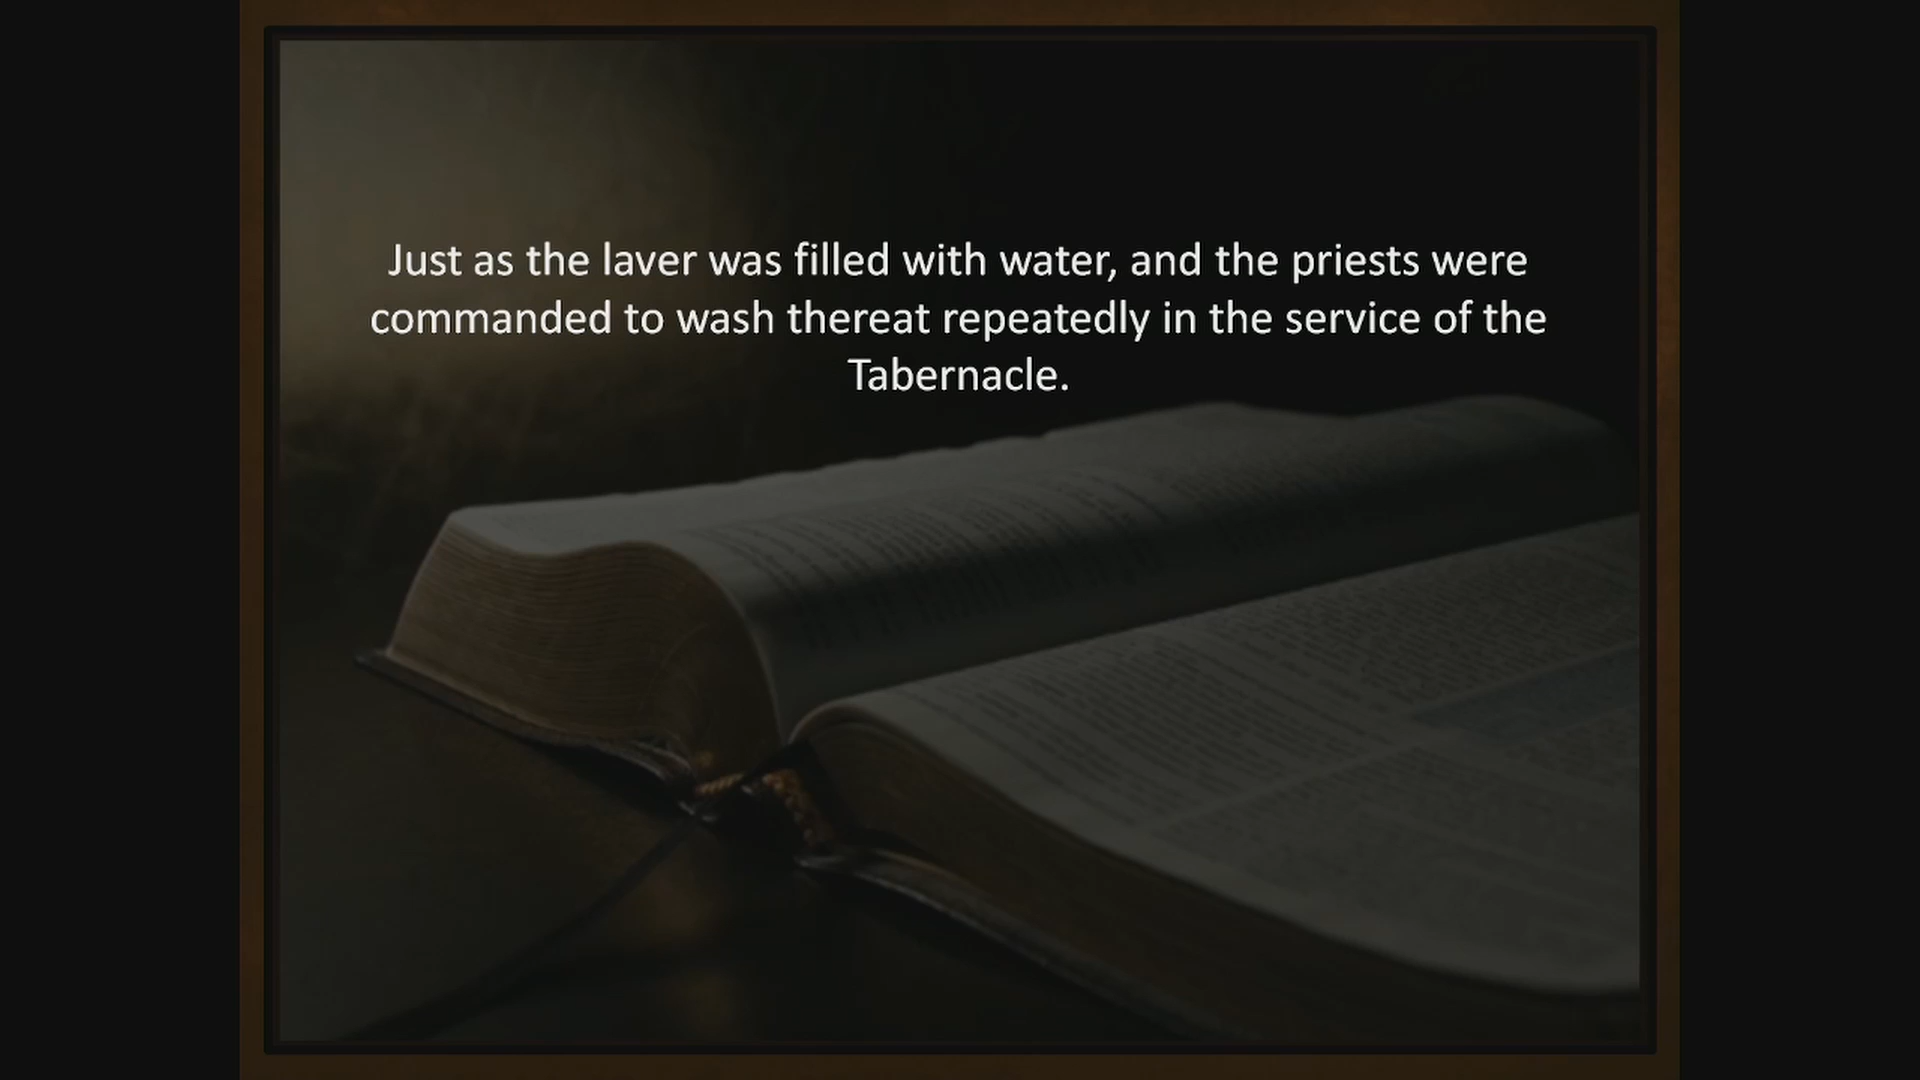 Just as the laver was filled with water, and the priests were
commanded to wash thereat repeatedly in the service of the
Tabernacle.